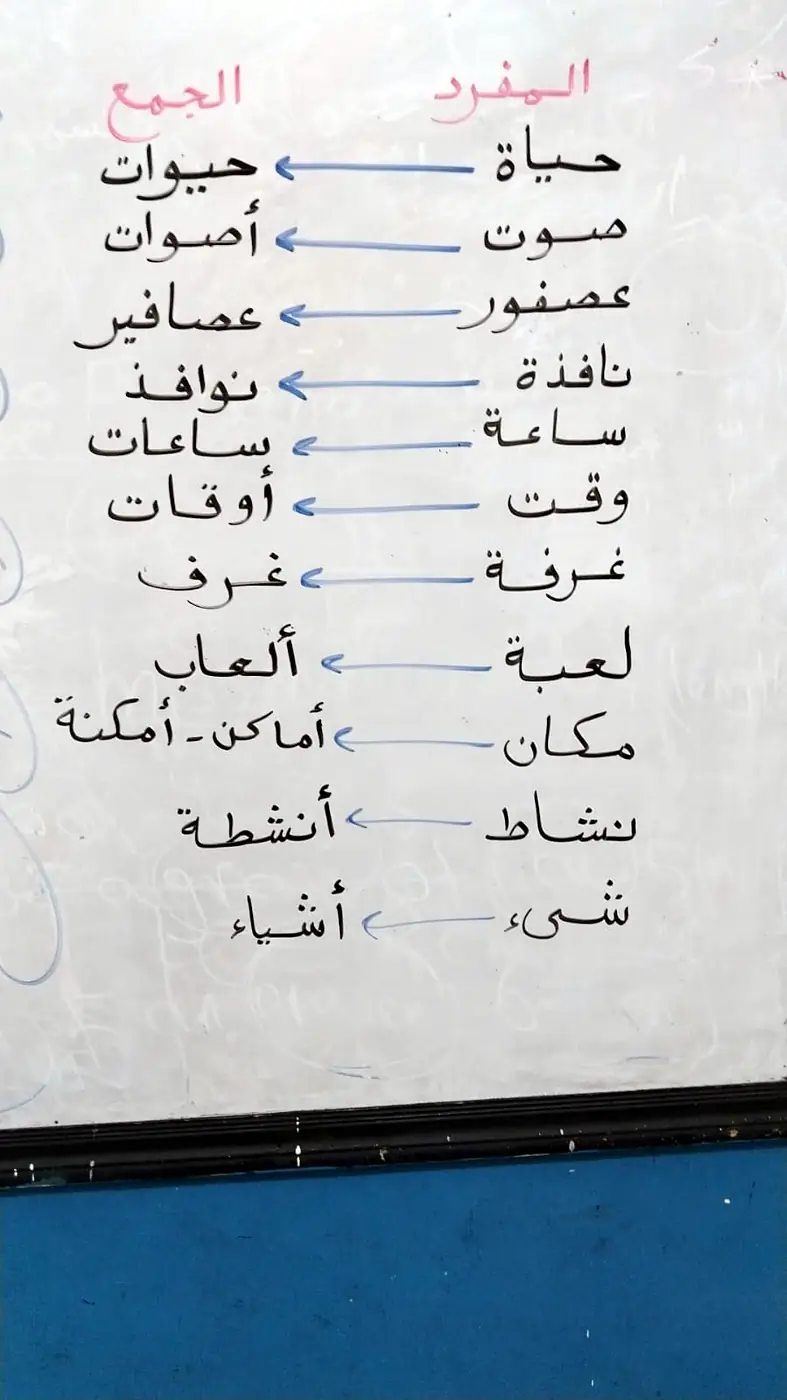 المفرد الجمع
حياة ← حيوات
صوت ← أصوات
عصفور ← عصافير
نافذة ← نوافذ
ساعة ← ساعات
وقت ← أوقات
غرفة ← غرف
لعبة ← ألعاب
مكان ← أماكن - أمكنة
نشاط ← أنشطة
شىء ← أشياء